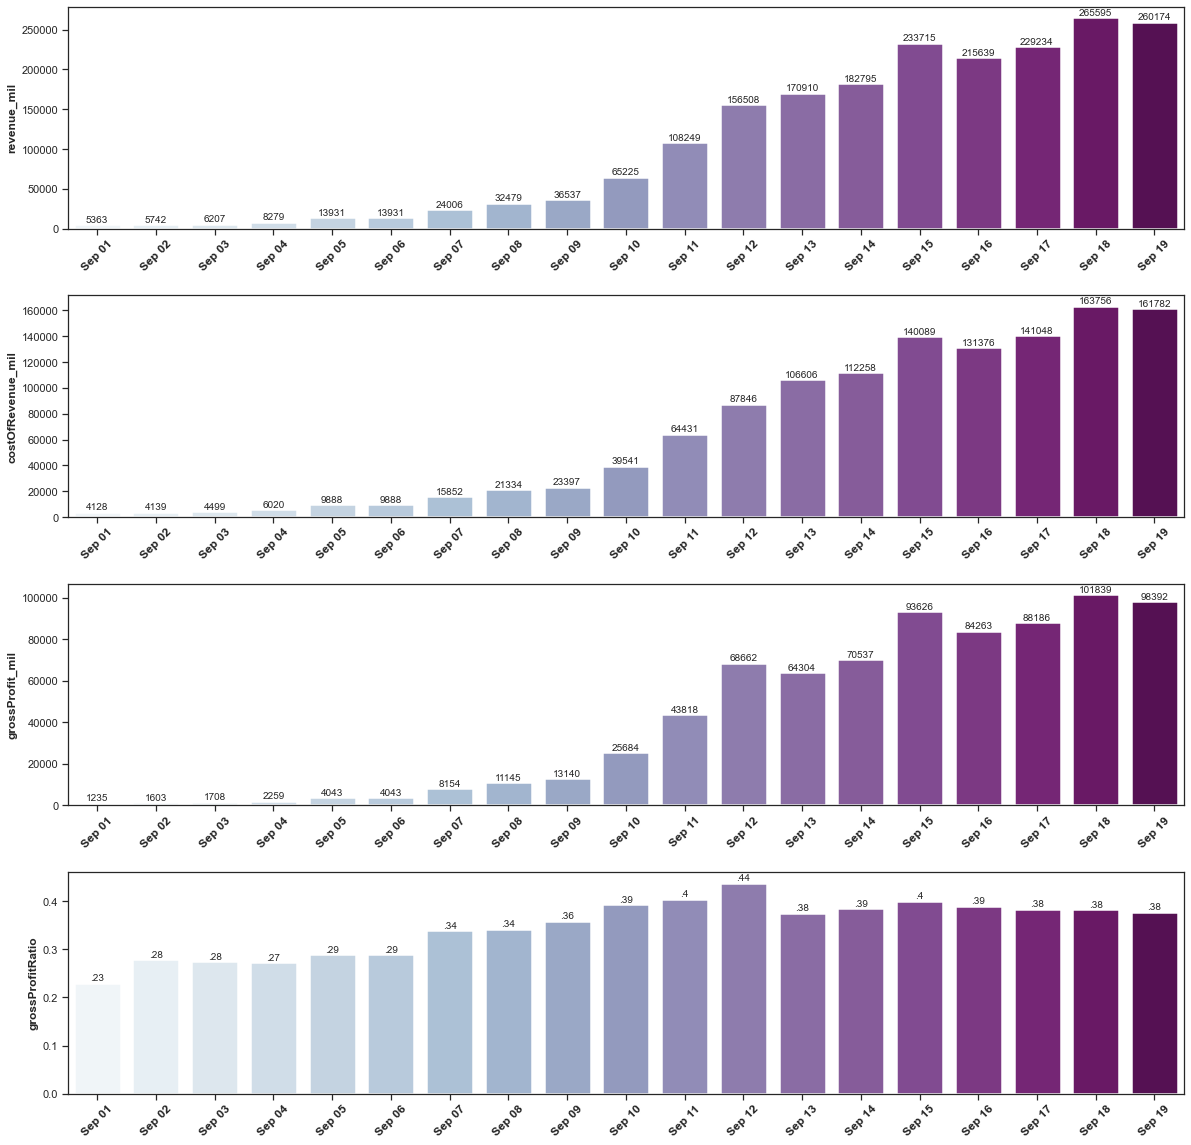 revenue_mil
250000
200000
150000
100000
50000
0
5363 5742 6207 8279 13931 13931 24006 32479 36537 65225 108249 156508 170910 182795 233715 215639 229234 265595 260174
Sep 01 Sep 02 Sep 03 Sep 04 Sep 05 Sep 06 Sep 07 Sep 08 Sep 09 Sep 10 Sep 11 Sep 12 Sep 13 Sep 14 Sep 15 Sep 16 Sep 17 Sep 18 Sep 19
costOfRevenue_mil
160000
140000
120000
100000
80000
60000
40000
20000
0
4128 4139 4499 6020 9888 9888 15852 21334 23397 39541 64431 87846 106606 112258 140089 131376 141048 163756 161782
Sep 01 Sep 02 Sep 03 Sep 04 Sep 05 Sep 06 Sep 07 Sep 08 Sep 09 Sep 10 Sep 11 Sep 12 Sep 13 Sep 14 Sep 15 Sep 16 Sep 17 Sep 18 Sep 19
grossProfit_mil
100000
80000
60000
40000
20000
0
1235 1603 1708 2259 4043 4043 8154 11145 13140 25684 43818 68662 64304 70537 93626 84263 88186 101839 98392
Sep 01 Sep 02 Sep 03 Sep 04 Sep 05 Sep 06 Sep 07 Sep 08 Sep 09 Sep 10 Sep 11 Sep 12 Sep 13 Sep 14 Sep 15 Sep 16 Sep 17 Sep 18 Sep 19
grossProfitRatio
0.4
0.3
0.2
0.1
0.0
.23 .28 .28 .27 .29 .29 .34 .34 .36 .39 .4 .44 .38 .39 .4 .39 .38 .38 .38
Sep 01 Sep 02 Sep 03 Sep 04 Sep 05 Sep 06 Sep 07 Sep 08 Sep 09 Sep 10 Sep 11 Sep 12 Sep 13 Sep 14 Sep 15 Sep 16 Sep 17 Sep 18 Sep 19